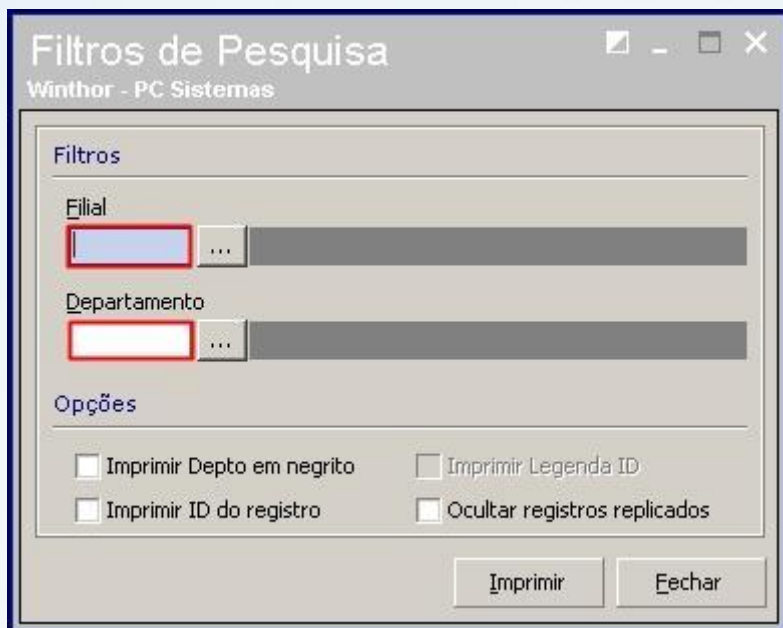 Filtros de Pesquisa
Winthor - PC Sistemas
Filtros
Filial
...
Departamento
...
Opções
Imprimir Depto em negrito
Imprimir Legenda ID
Imprimir ID do registro
Ocultar registros replicados
Imprimir
Fechar